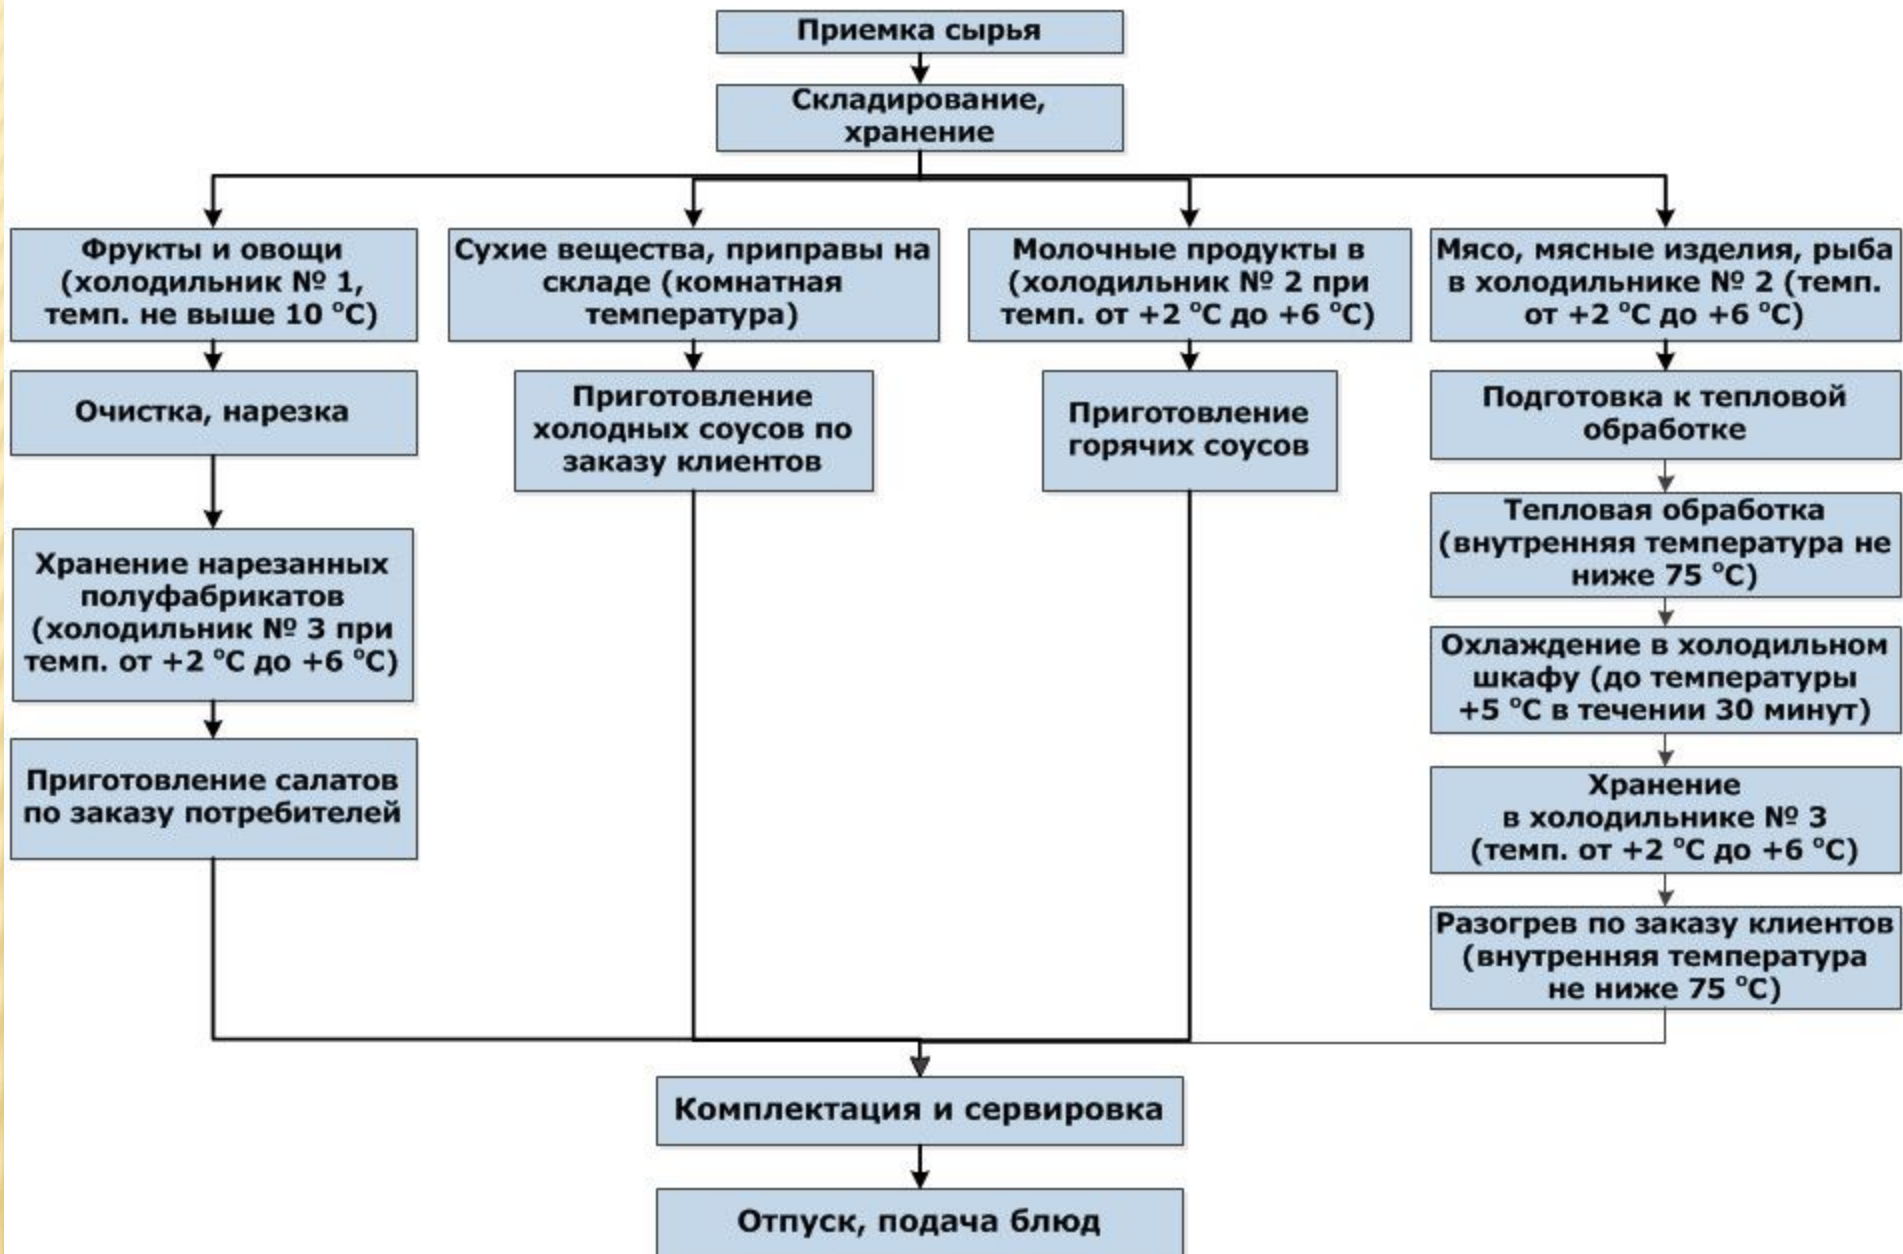 Приемка сырья
Складирование,
хранение
Фрукты и овощи
(холодильник № 1,
темп. не выше 10 °С)
Сухие вещества, приправы на
складе (комнатная
температура)
Молочные продукты в
(холодильник № 2 при
темп. от +2 °С до +6 °С)
Мясо, мясные изделия, рыба
в холодильнике № 2 (темп.
от +2 °С до +6 °С)
Очистка, нарезка
Приготовление
холодных соусов по
заказу клиентов
Приготовление
горячих соусов
Подготовка к тепловой
обработке
Хранение нарезанных
полуфабрикатов
(холодильник № 3 при
темп. от +2 °С до +6 °С)
Тепловая обработка
(внутренняя температура не
ниже 75 °С)
Охлаждение в холодильном
шкафу (до температуры
+5 °С в течении 30 минут)
Приготовление салатов
по заказу потребителей
Хранение
в холодильнике № 3
(темп. от +2 °С до +6 °С)
Разогрев по заказу клиентов
(внутренняя температура
не ниже 75 °С)
Комплектация и сервировка
Отпуск, подача блюд